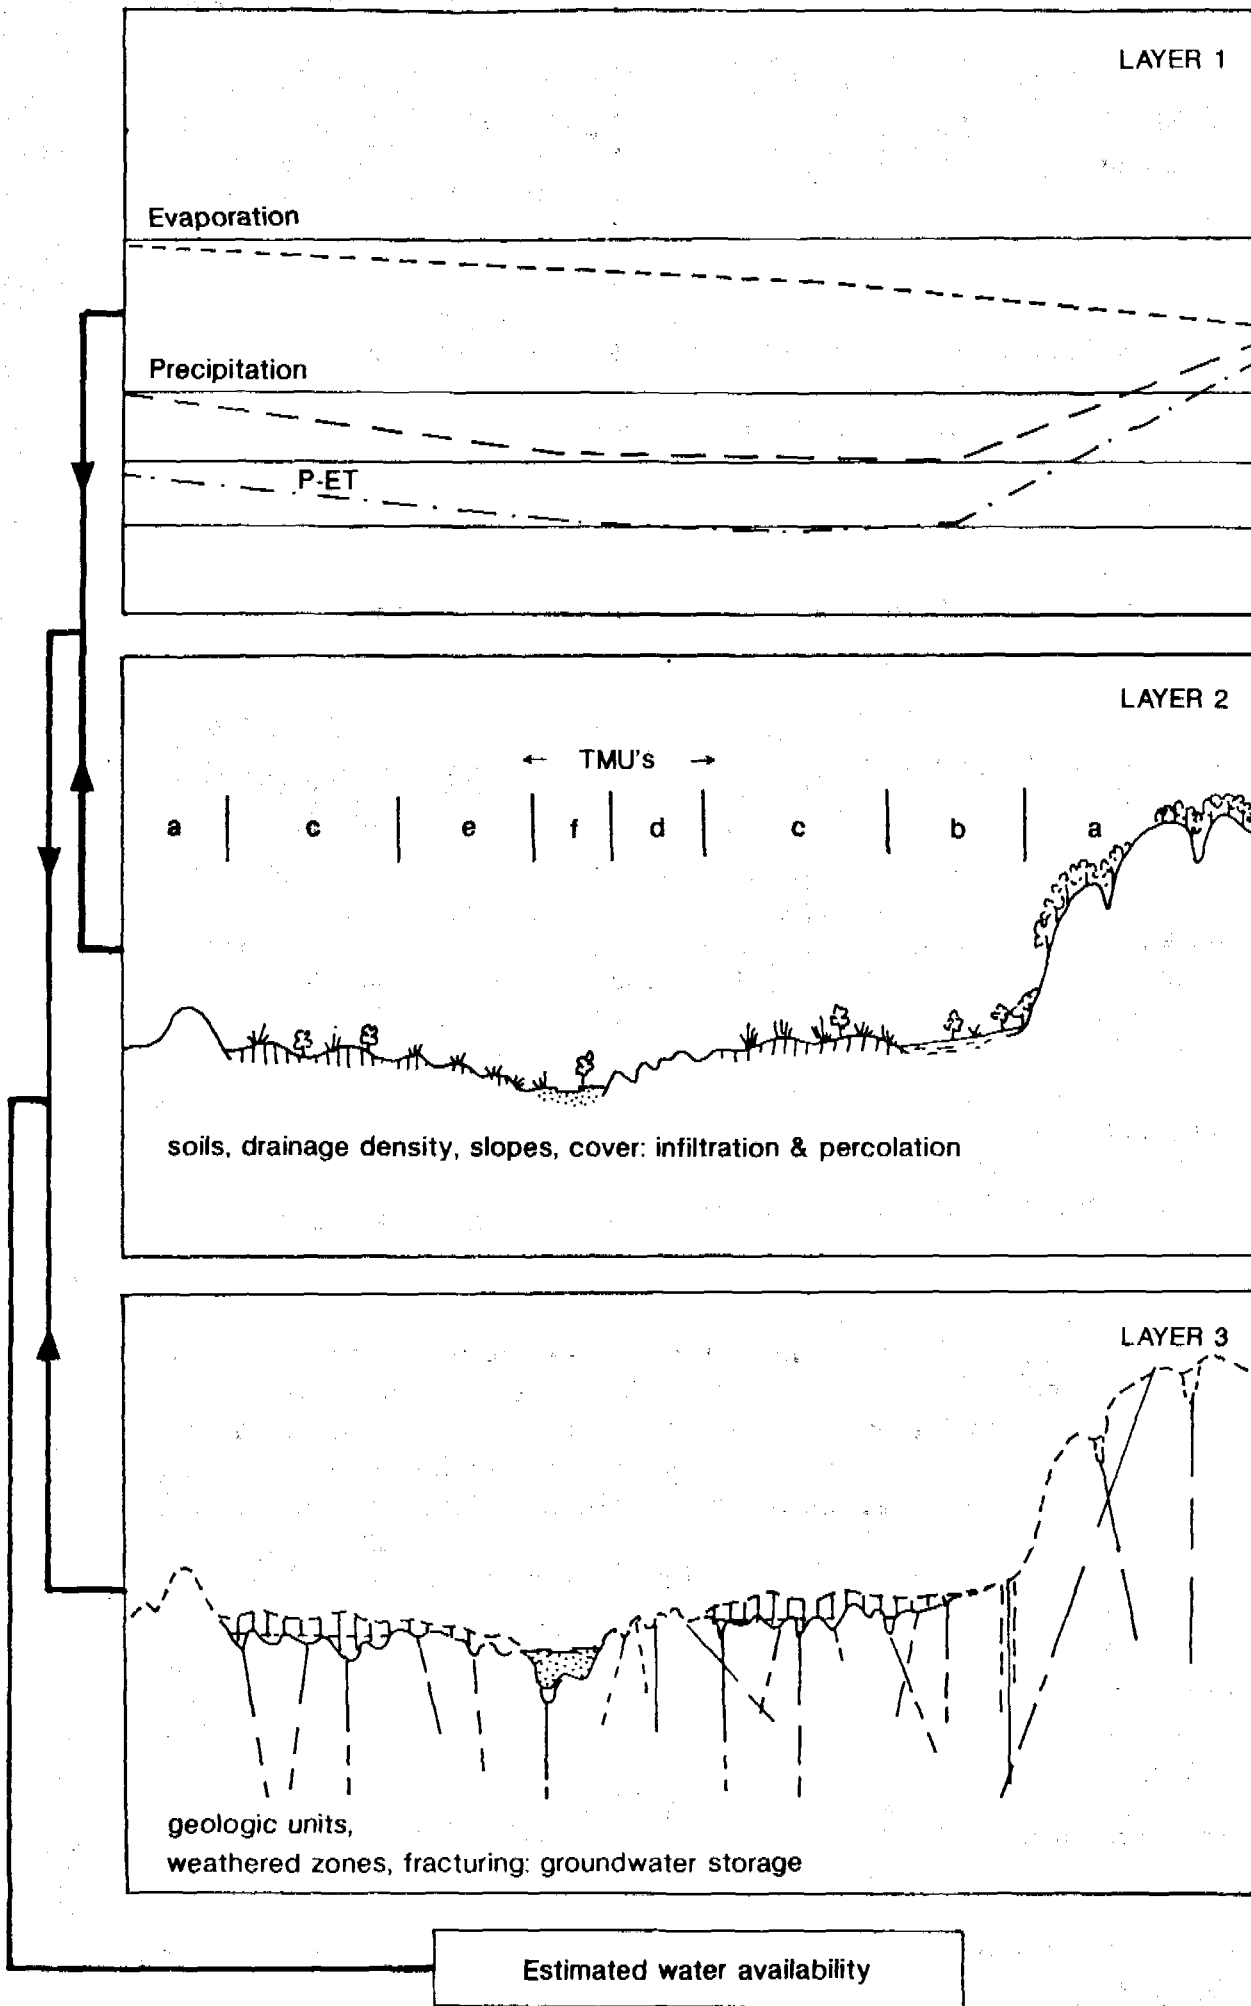 LAYER 1
Evaporation
Precipitation
P-ET
LAYER 2
← TMU's →
a c e f d c b a
soils, drainage density, slopes, cover: infiltration & percolation
LAYER 3
geologic units,
weathered zones, fracturing: groundwater storage
Estimated water availability